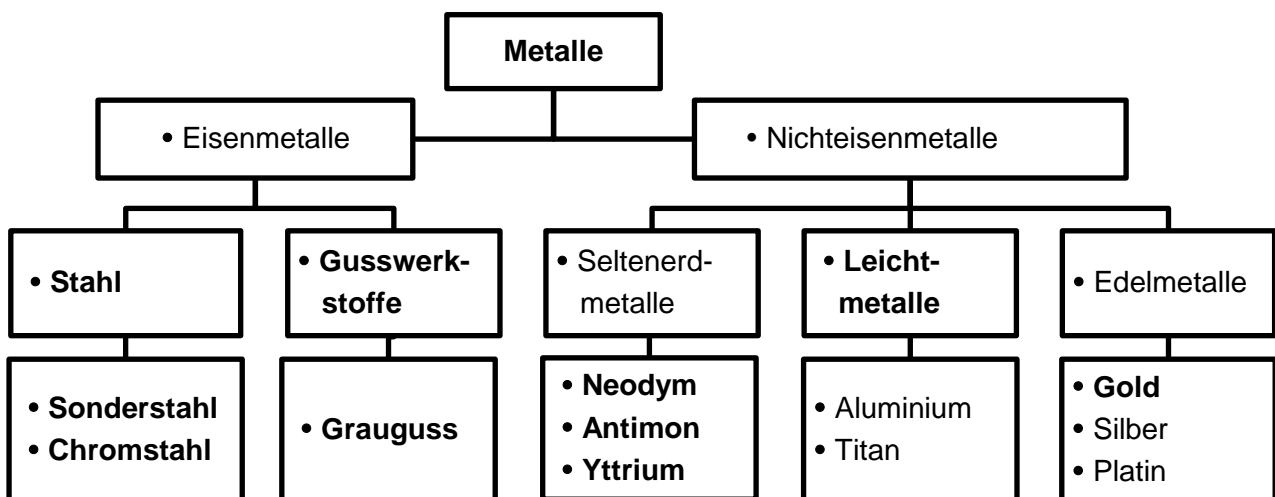 Metalle
• Eisenmetalle
• Nichteisenmetalle
• Stahl
• Gusswerk-
stoffe
• Seltenerd-
metalle
• Leicht-
metalle
• Edelmetalle
• Sonderstahl
• Chromstahl
• Grauguss
• Neodym
• Antimon
• Yttrium
• Aluminium
• Titan
• Gold
• Silber
• Platin